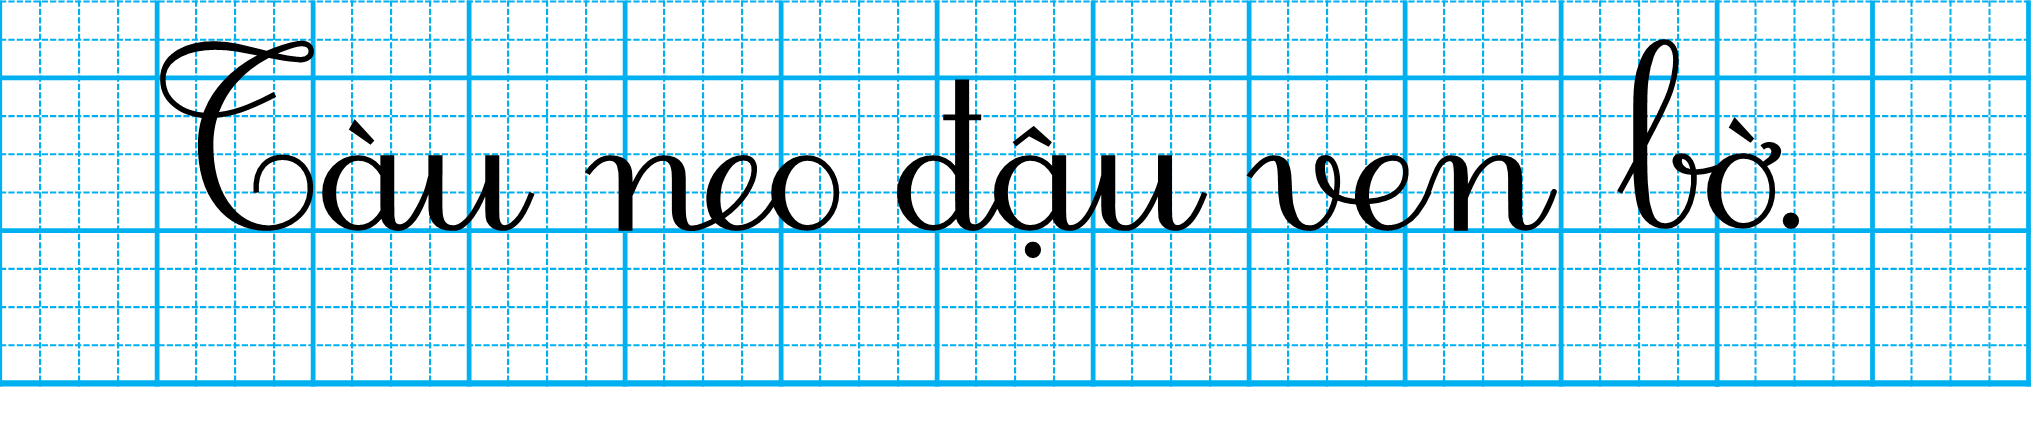 Tàu neo đậu ven bờ.